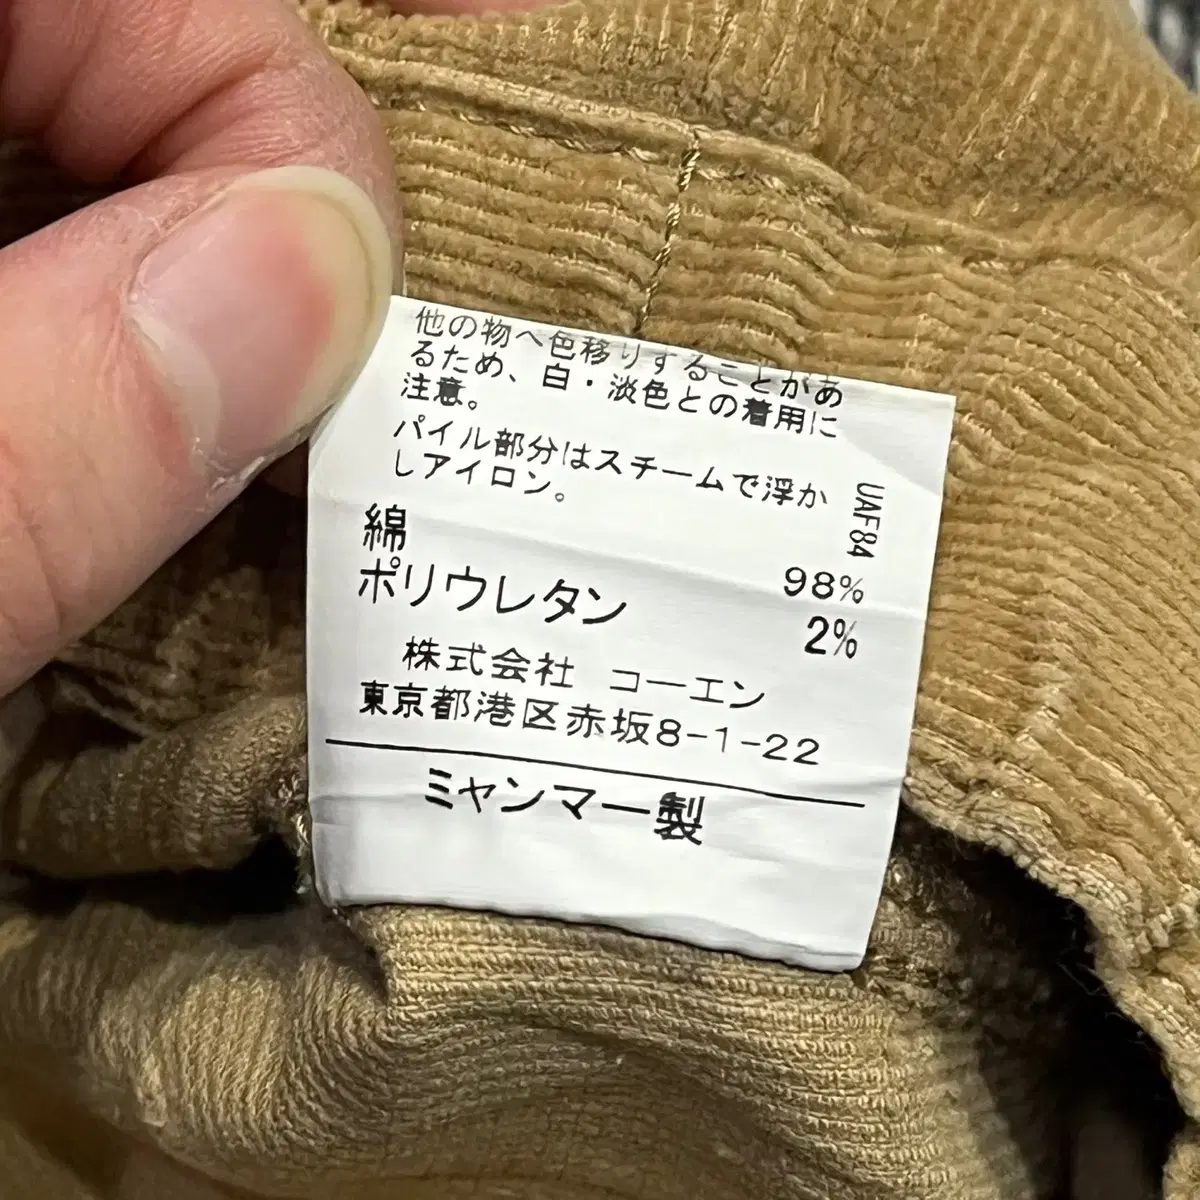 他の物へ色移りすることがあ
るため、白・淡色との着用に
注意。
パイル部分はスチームで浮か
しアイロン。
UAF84
綿 98%
ポリウレタン 2%
株式会社 コーエン
東京都港区赤坂8-1-22
ミャンマー製